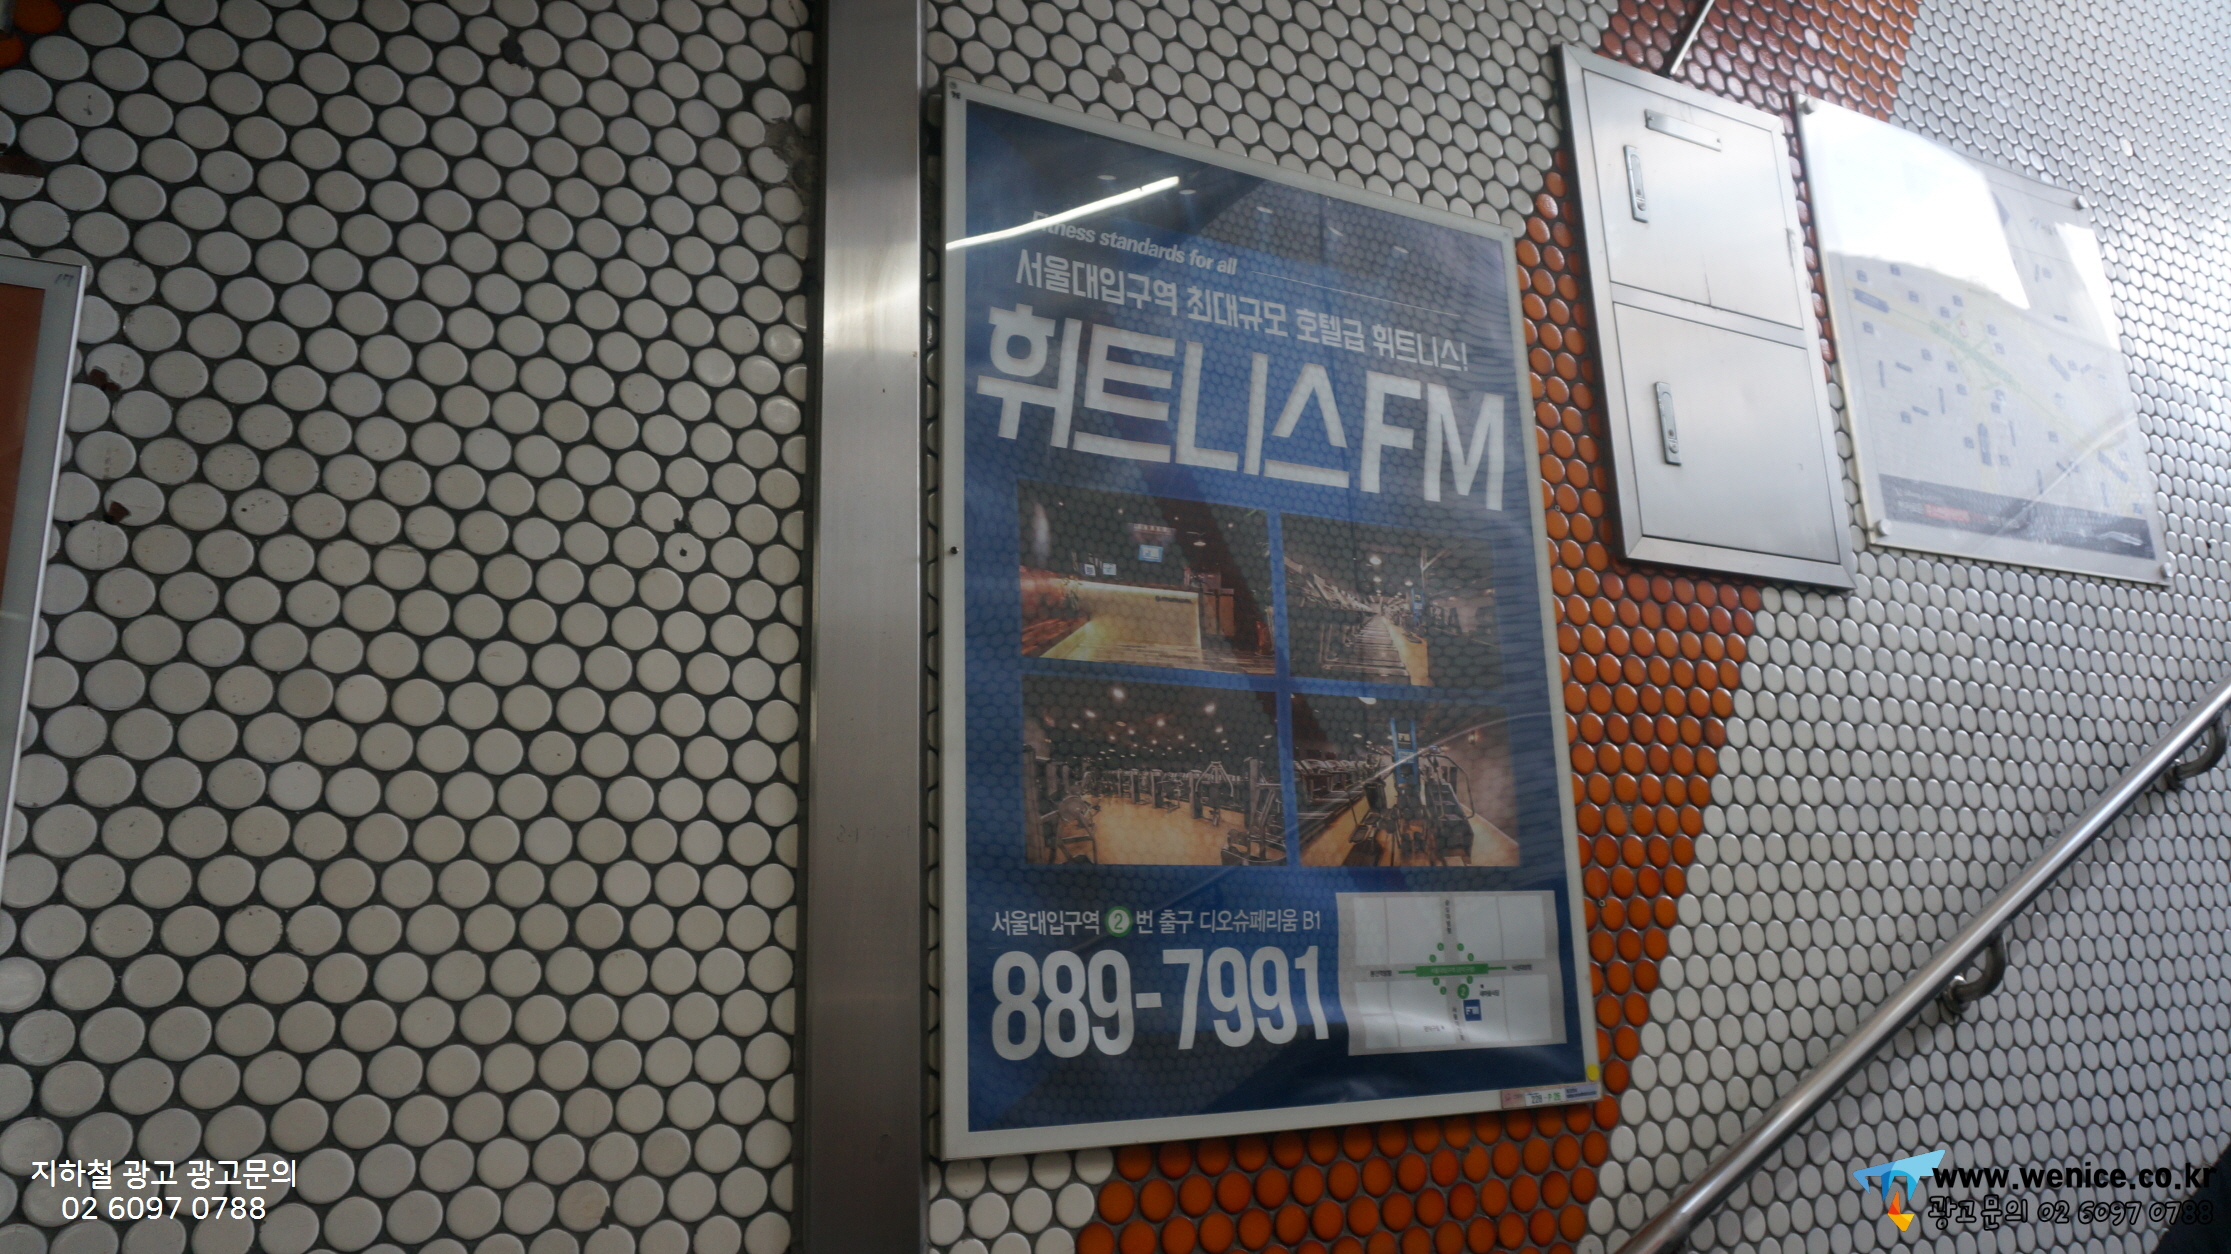 Fitness standards for all
서울대입구역 최대규모 호텔급 휘트니스!
휘트니스FM
서울대입구역 2 번 출구 디오슈페리움 B1
889-7991
지하철 광고 광고문의
02 6097 0788
www.wenice.co.kr
광고문의 02 6097 0788